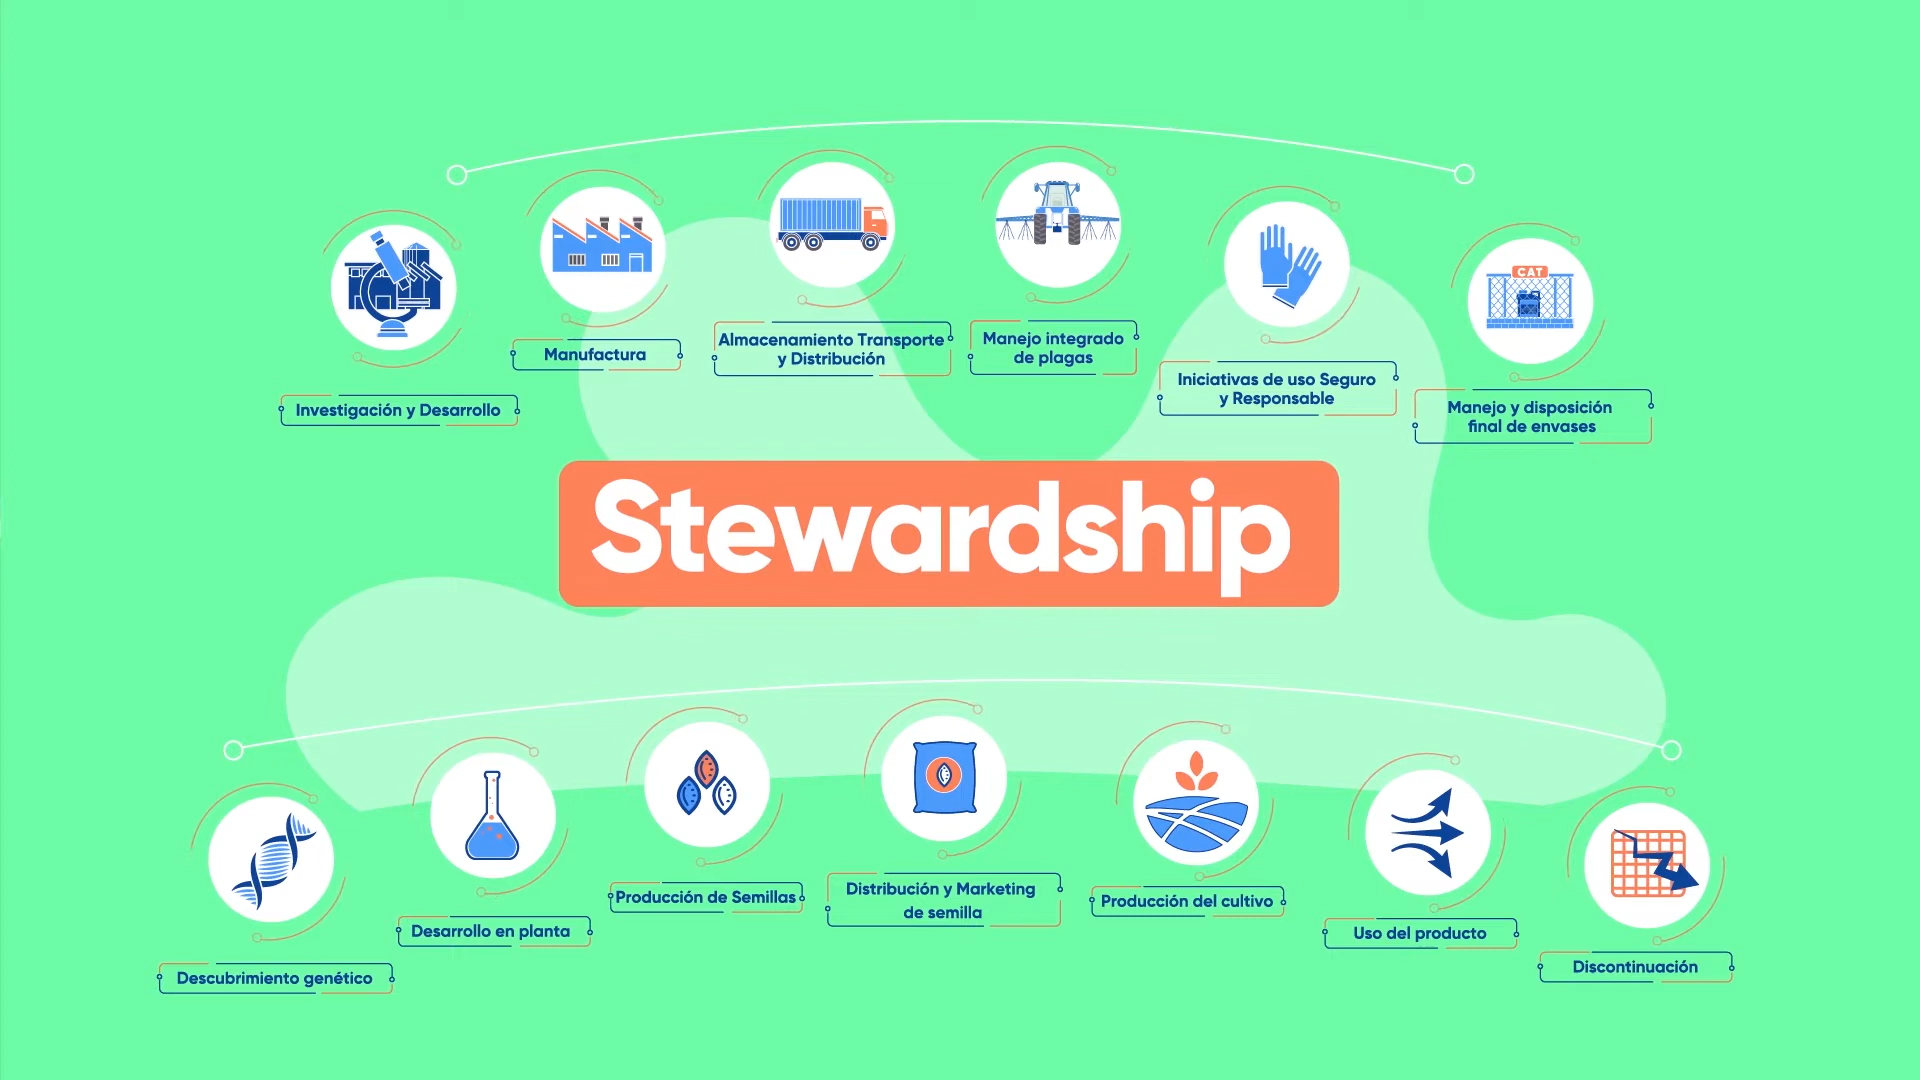 CAT
Investigación y Desarrollo
Manufactura
Almacenamiento Transporte
y Distribución
Manejo integrado
de plagas
Iniciativas de uso Seguro
y Responsable
Manejo y disposición
final de envases
Stewardship
Descubrimiento genético
Desarrollo en planta
Producción de Semillas
Distribución y Marketing
de semilla
Producción del cultivo
Uso del producto
Discontinuación